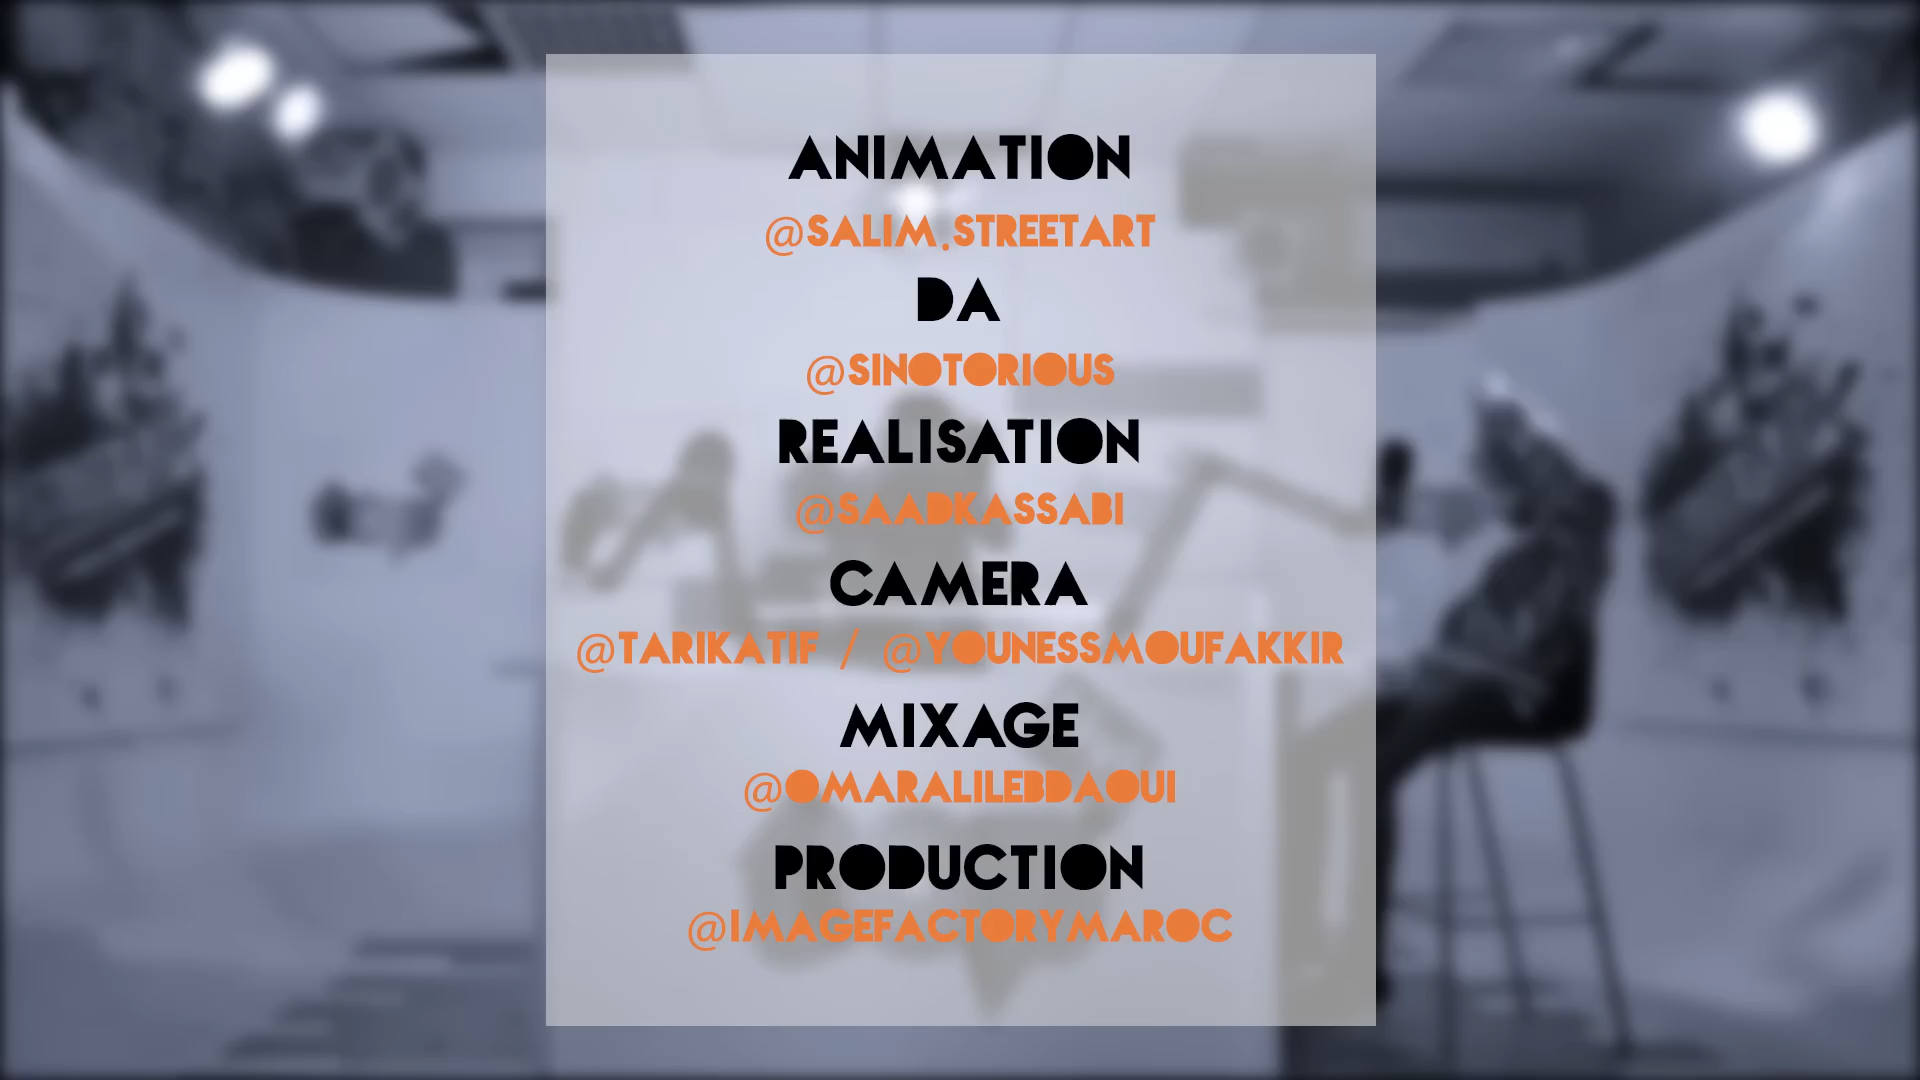 ANIMATION
@SALIM.STREETART
DA
@SINOTORIOUS
REALISATION
@SAADKASSABI
CAMERA
@TARIKATIF / @YOUNESSMOUFAKKIR
MIXAGE
@OMARALILEBDAOUI
PRODUCTION
@IMAGEFACTORYMAROC